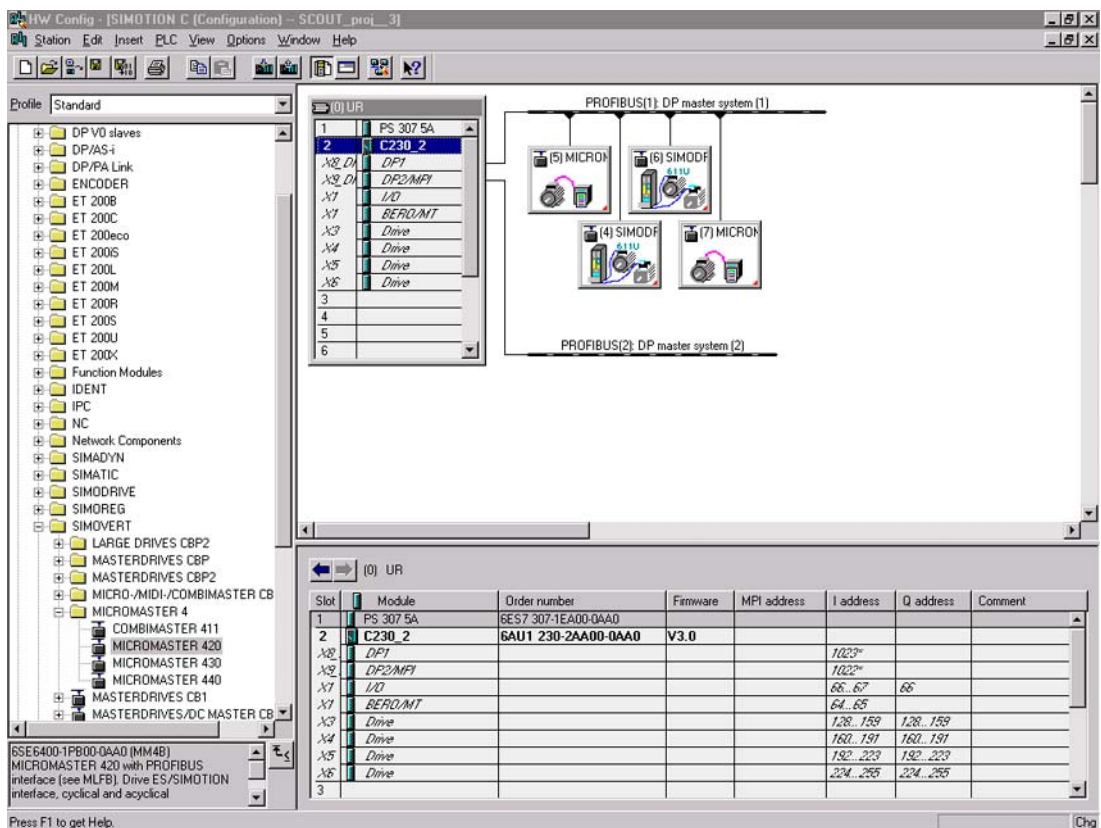 HW Config - [SIMOTION C (Configuration) -- SCOUT_proj__3]
Station Edit Insert PLC View Options Window Help
Profile Standard
DP V0 slaves
DP/AS-i
DP/PA Link
ENCODER
ET 200B
ET 200C
ET 200eco
ET 200iS
ET 200L
ET 200M
ET 200R
ET 200S
ET 200U
ET 200X
Function Modules
IDENT
IPC
NC
Network Components
SIMADYN
SIMATIC
SIMODRIVE
SIMOREG
SIMOVERT
LARGE DRIVES CBP2
MASTERDRIVES CBP
MASTERDRIVES CBP2
MICRO-/MIDI-/COMBIMASTER CB
MICROMASTER 4
COMBIMASTER 411
MICROMASTER 420
MICROMASTER 430
MICROMASTER 440
MASTERDRIVES CB1
MASTERDRIVES/DC MASTER CB
6SE6400-1PB00-0AA0 (MM4B)
MICROMASTER 420 with PROFIBUS
interface (see MLFB). Drive ES/SIMOTION
interface, cyclical and acyclical
(0) UR
1 PS 307 5A
2 C230_2
X8_DP DP1
X9_DP DP2/MPI
X1 I/O
X1 BERO/MT
X3 Drive
X4 Drive
X5 Drive
X6 Drive
3
4
5
6
PROFIBUS(1): DP master system (1)
(5) MICROM
(6) SIMODR
611U
(4) SIMODR
611U
(7) MICROM
PROFIBUS(2): DP master system (2)
(0) UR
Slot Module Order number Firmware MPI address I address Q address Comment
1 PS 307 5A 6ES7 307-1EA00-0AA0
2 C230_2 6AU1 230-2AA00-0AA0 V3.0
X8 DP1 1023*
X9 DP2/MPI 1022*
X1 I/O 66...67 66
X1 BERO/MT 64...65
X3 Drive 128...159 128...159
X4 Drive 160...191 160...191
X5 Drive 192...223 192...223
X6 Drive 224...255 224...255
3
Press F1 to get Help.
Chg